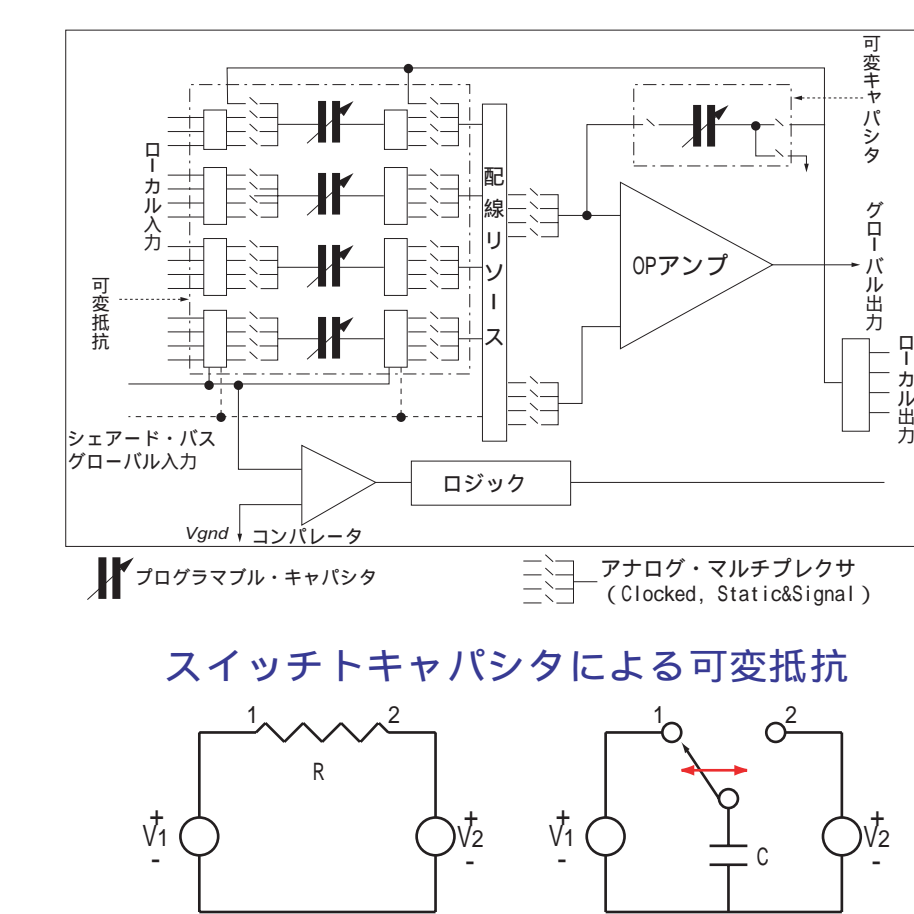 可変キャパシタ
ローカル入力
配線リソース
グローバル出力
OPアンプ
可変抵抗
ローカル出力
シェアード・バス
グローバル入力
ロジック
Vgnd
コンパレータ
プログラマブル・キャパシタ
アナログ・マルチプレクサ
(Clocked, Static&Signal)
スイッチトキャパシタによる可変抵抗
1 2 1 2
R
+ + + +
V1 V2 V1 V2
- - - -
C